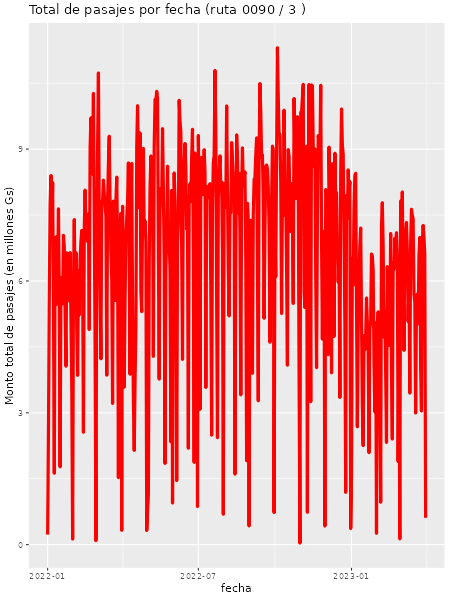 Total de pasajes por fecha (ruta 0090 / 3 )
Monto total de pasajes (en millones Gs)
9
6
3
0
2022-01
2022-07
2023-01
fecha